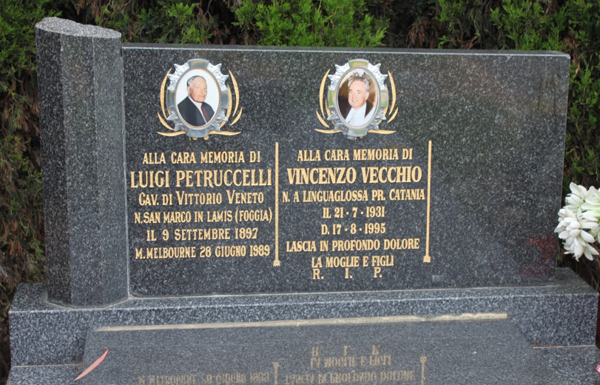 ALLA CARA MEMORIA DI
LUIGI PETRUCCELLI
CAV. DI VITTORIO VENETO
N. SAN MARCO IN LAMIS (FOGGIA)
IL 9 SETTEMBRE 1897
M. MELBOURNE 28 GIUGNO 1989
ALLA CARA MEMORIA DI
VINCENZO VECCHIO
N. A LINGUAGLOSSA PR. CATANIA
IL 21-7-1931
D. 17-8-1995
LASCIA IN PROFONDO DOLORE
LA MOGLIE E FIGLI
R. I. P.